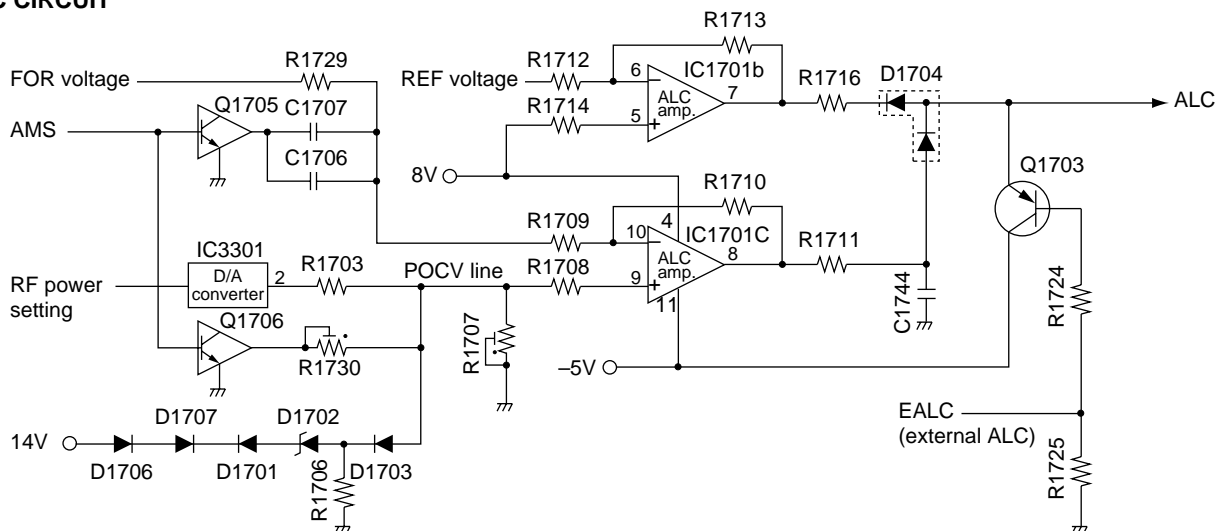 C CIRCUIT
R1713
R1729
R1712
FOR voltage
REF voltage
6
IC1701b
R1716
D1704
Q1705
C1707
R1714
ALC
amp.
7
ALC
AMS
5
C1706
Q1703
8V
R1710
R1709
4
10
IC1701C
R1711
IC3301
ALC
amp.
8
D/A
converter
2
R1703
POCV line
R1708
9
RF power
setting
11
C1744
R1724
Q1706
R1707
R1730
–5V
D1707
D1702
EALC
(external ALC)
14V
D1706
D1701
R1706
D1703
R1725